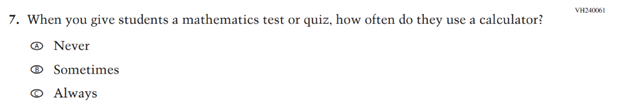 VH240061
7. When you give students a mathematics test or quiz, how often do they use a calculator?
A Never
B Sometimes
C Always